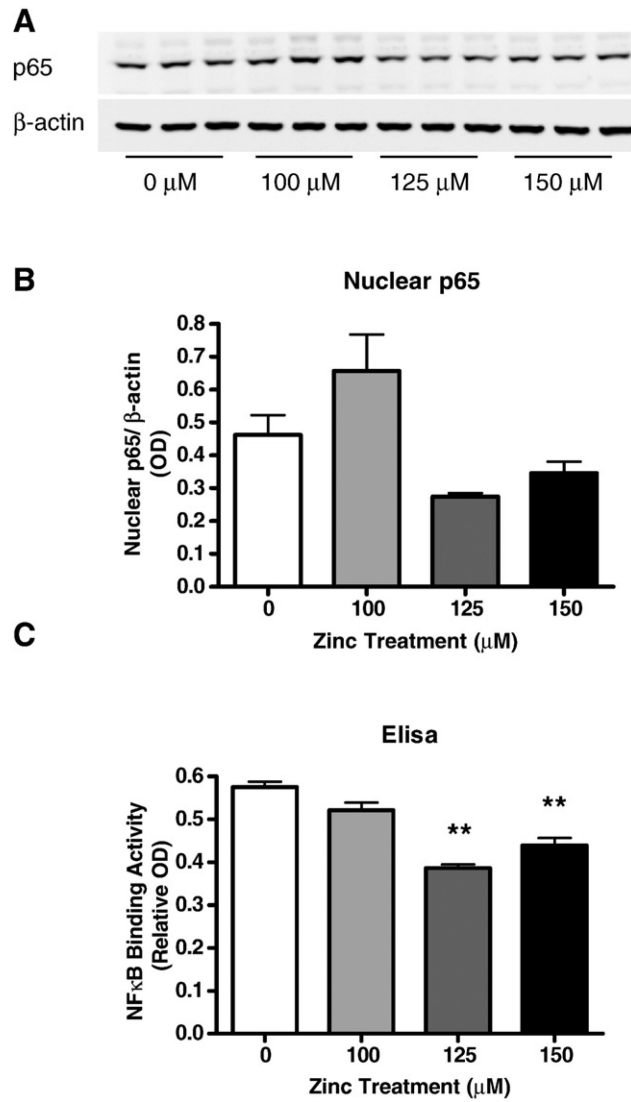 A
p65
β-actin
0 μM 100 μM 125 μM 150 μM
B
Nuclear p65
Nuclear p65/ β-actin
(OD)
0.8
0.7
0.6
0.5
0.4
0.3
0.2
0.1
0.0
0 100 125 150
Zinc Treatment (μM)
C
Elisa
NFκB Binding Activity
(Relative OD)
0.6
0.5
0.4
0.3
0.2
0.1
0.0
** **
0 100 125 150
Zinc Treatment (μM)